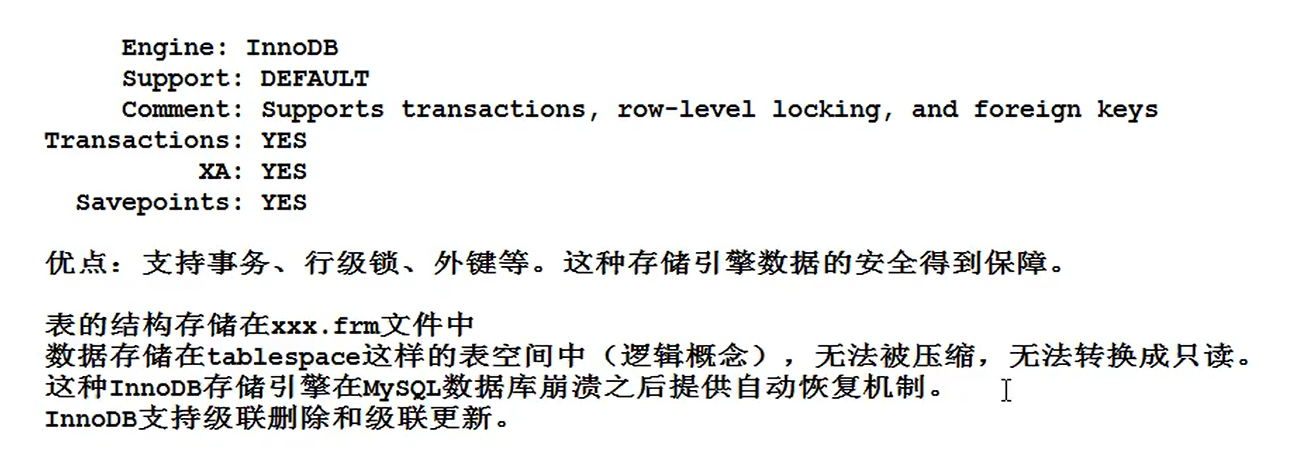 Engine: InnoDB
Support: DEFAULT
Comment: Supports transactions, row-level locking, and foreign keys
Transactions: YES
XA: YES
Savepoints: YES
优点：支持事务、行级锁、外键等。这种存储引擎数据的安全得到保障。
表的结构存储在xxx.frm文件中
数据存储在tablespace这样的表空间中（逻辑概念），无法被压缩，无法转换成只读。
这种InnoDB存储引擎在MySQL数据库崩溃之后提供自动恢复机制。
InnoDB支持级联删除和级联更新。